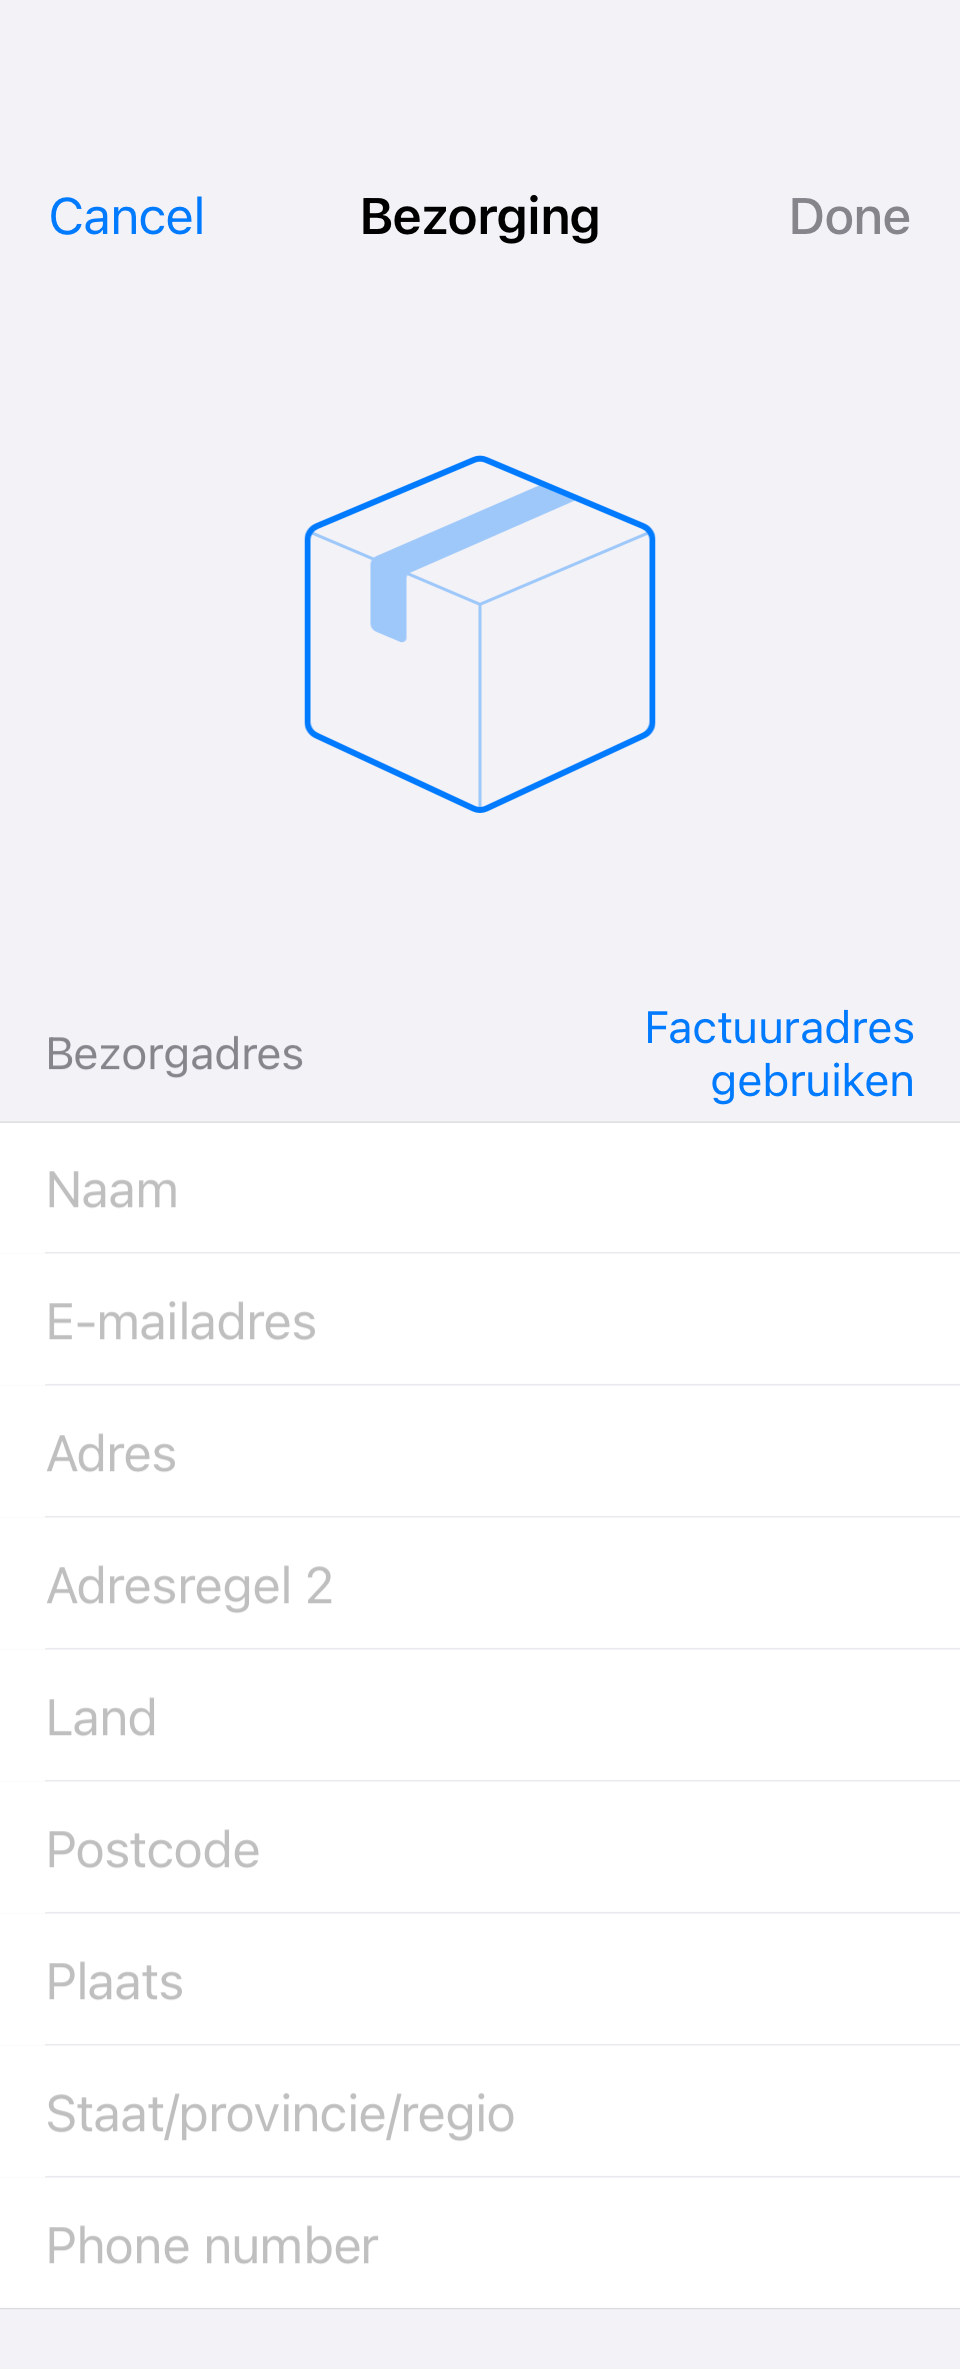 Cancel
Bezorging
Done
Bezorgadres
Factuuradres
gebruiken
Naam
E-mailadres
Adres
Adresregel 2
Land
Postcode
Plaats
Staat/provincie/regio
Phone number